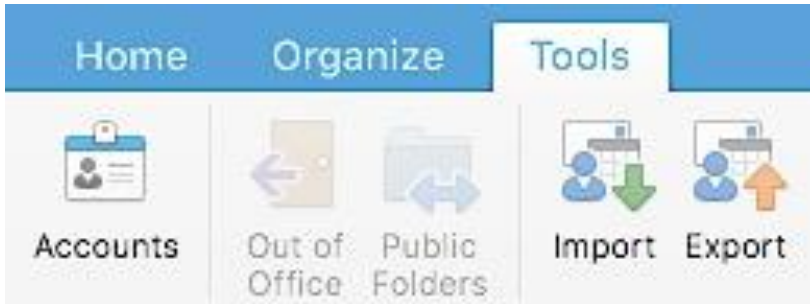 Home Organize Tools
Accounts
Out of Office
Public Folders
Import
Export